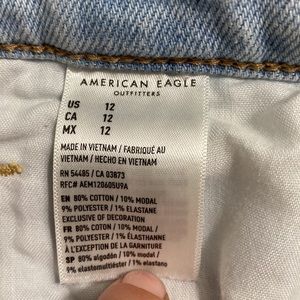 AMERICAN EAGLE
OUTFITTERS
US 12
CA 12
MX 12
MADE IN VIETNAM / FABRIQUÉ AU
VIETNAM / HECHO EN VIETNAM
RN 54485 / CA 03873
RFC# AEM120605U9A
EN 80% COTTON / 10% MODAL
9% POLYESTER / 1% ELASTANE
EXCLUSIVE OF DECORATION
FR 80% COTON / 10% MODAL
9% POLYESTER / 1% ÉLASTHANNE
À L'EXCEPTION DE LA GARNITURE
SP 80% algodón / 10% modal
9% elastomultiéster / 1% elastano